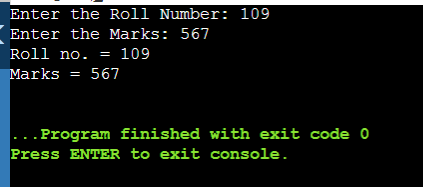 Enter the Roll Number: 109
Enter the Marks: 567
Roll no. = 109
Marks = 567
...Program finished with exit code 0
Press ENTER to exit console.